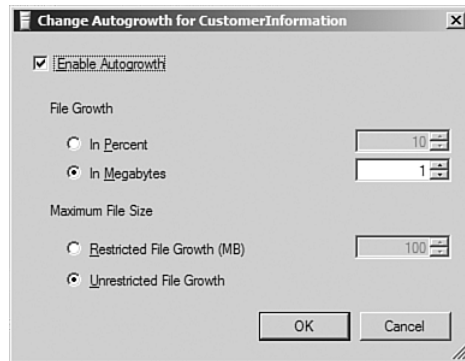 Change Autogrowth for CustomerInformation
Enable Autogrowth
File Growth
In Percent 10
In Megabytes 1
Maximum File Size
Restricted File Growth (MB) 100
Unrestricted File Growth
OK Cancel